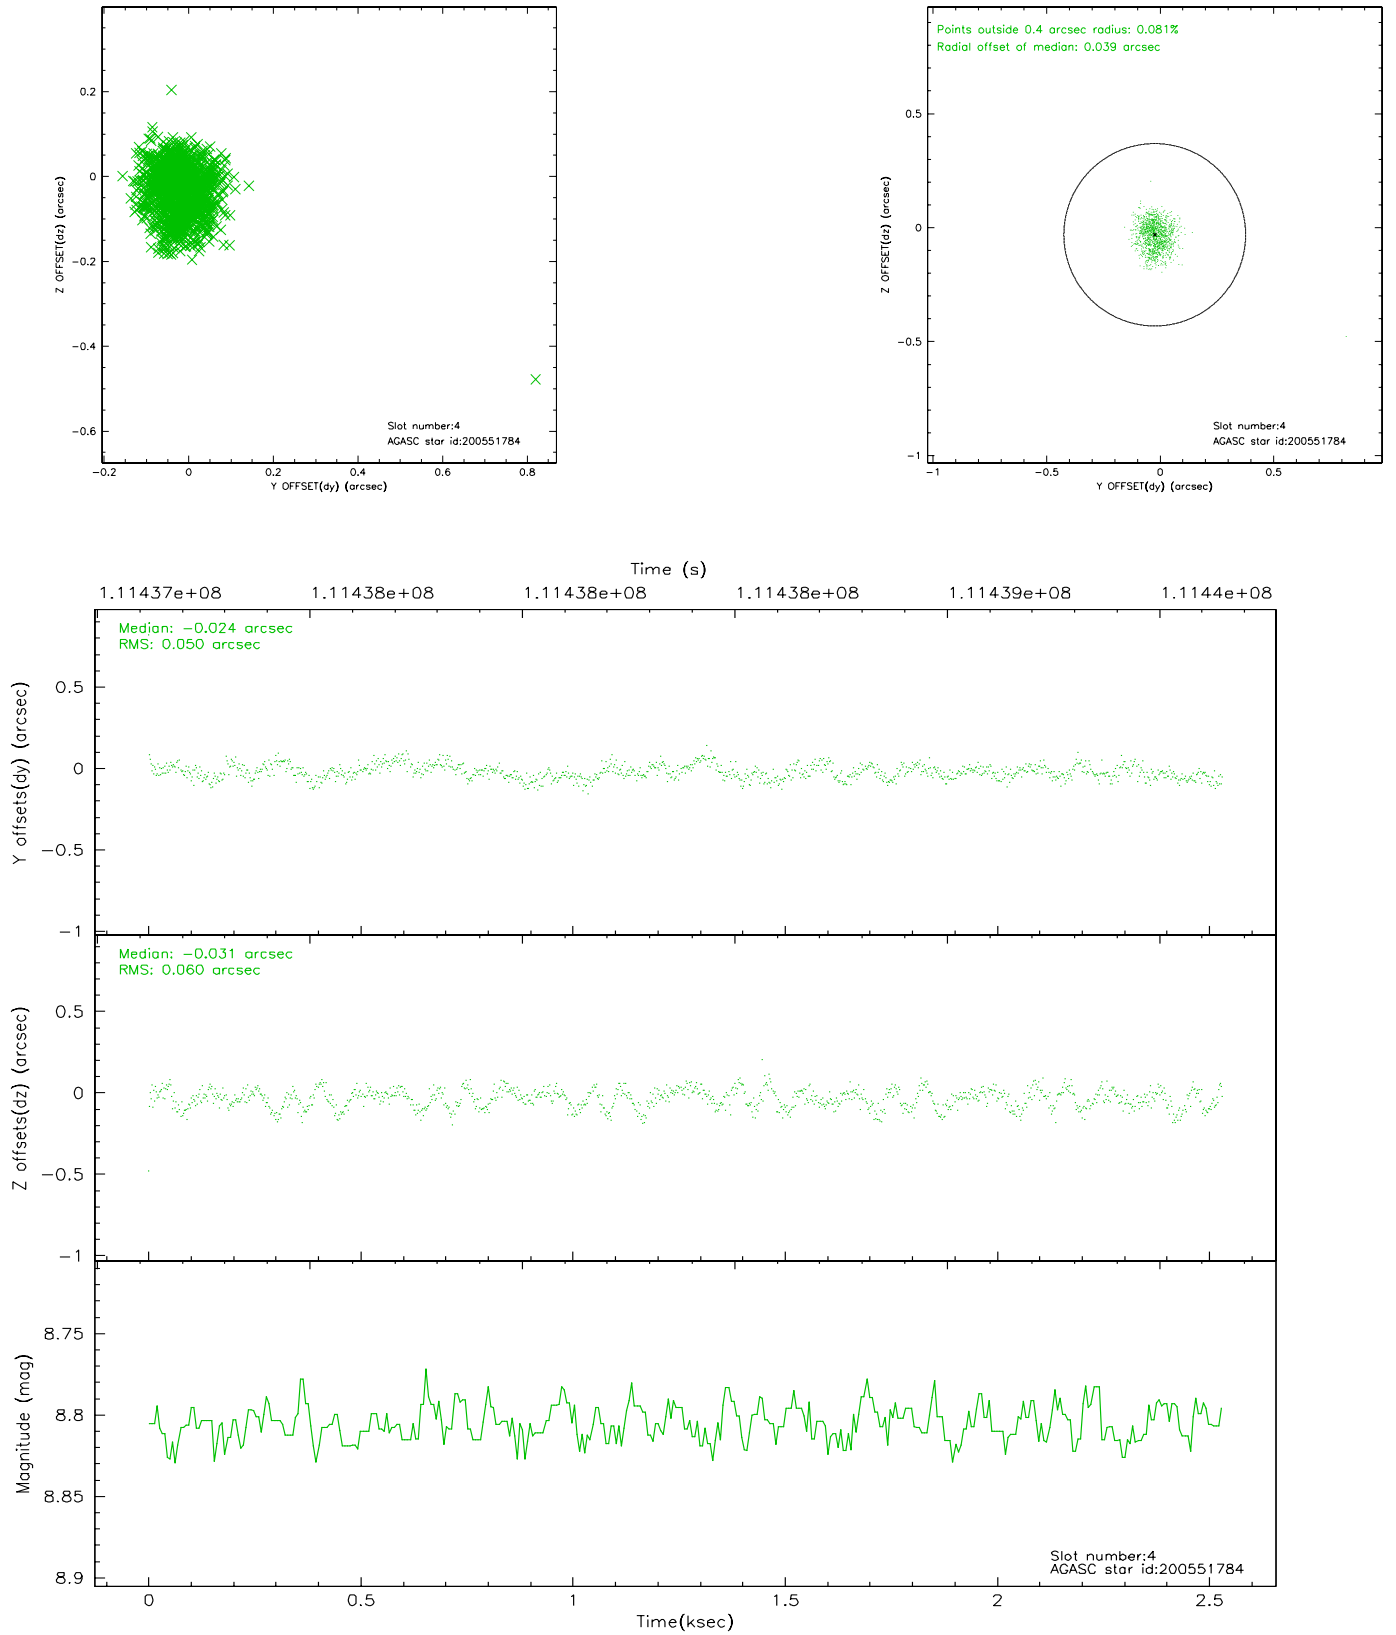 0.2
0
−0.2
−0.4
−0.6
Z OFFSET(dz) (arcsec)
Slot number:4
AGASC star id:200551784
−0.2
0
0.2
0.4
0.6
0.8
Y OFFSET(dy) (arcsec)
Points outside 0.4 arcsec radius: 0.081%
Radial offset of median: 0.039 arcsec
0.5
0
−0.5
−1
Z OFFSET(dz) (arcsec)
Slot number:4
AGASC star id:200551784
−1
−0.5
0
0.5
Y OFFSET(dy) (arcsec)
Time (s)
1.11437e+08
1.11438e+08
1.11438e+08
1.11438e+08
1.11439e+08
1.1144e+08
Median: −0.024 arcsec
RMS: 0.050 arcsec
0.5
0
−0.5
−1
Y offsets(dy) (arcsec)
Median: −0.031 arcsec
RMS: 0.060 arcsec
0.5
0
−0.5
−1
Z offsets(dz) (arcsec)
8.75
8.8
8.85
8.9
Magnitude (mag)
Slot number:4
AGASC star id:200551784
0
0.5
1
1.5
2
2.5
Time(ksec)